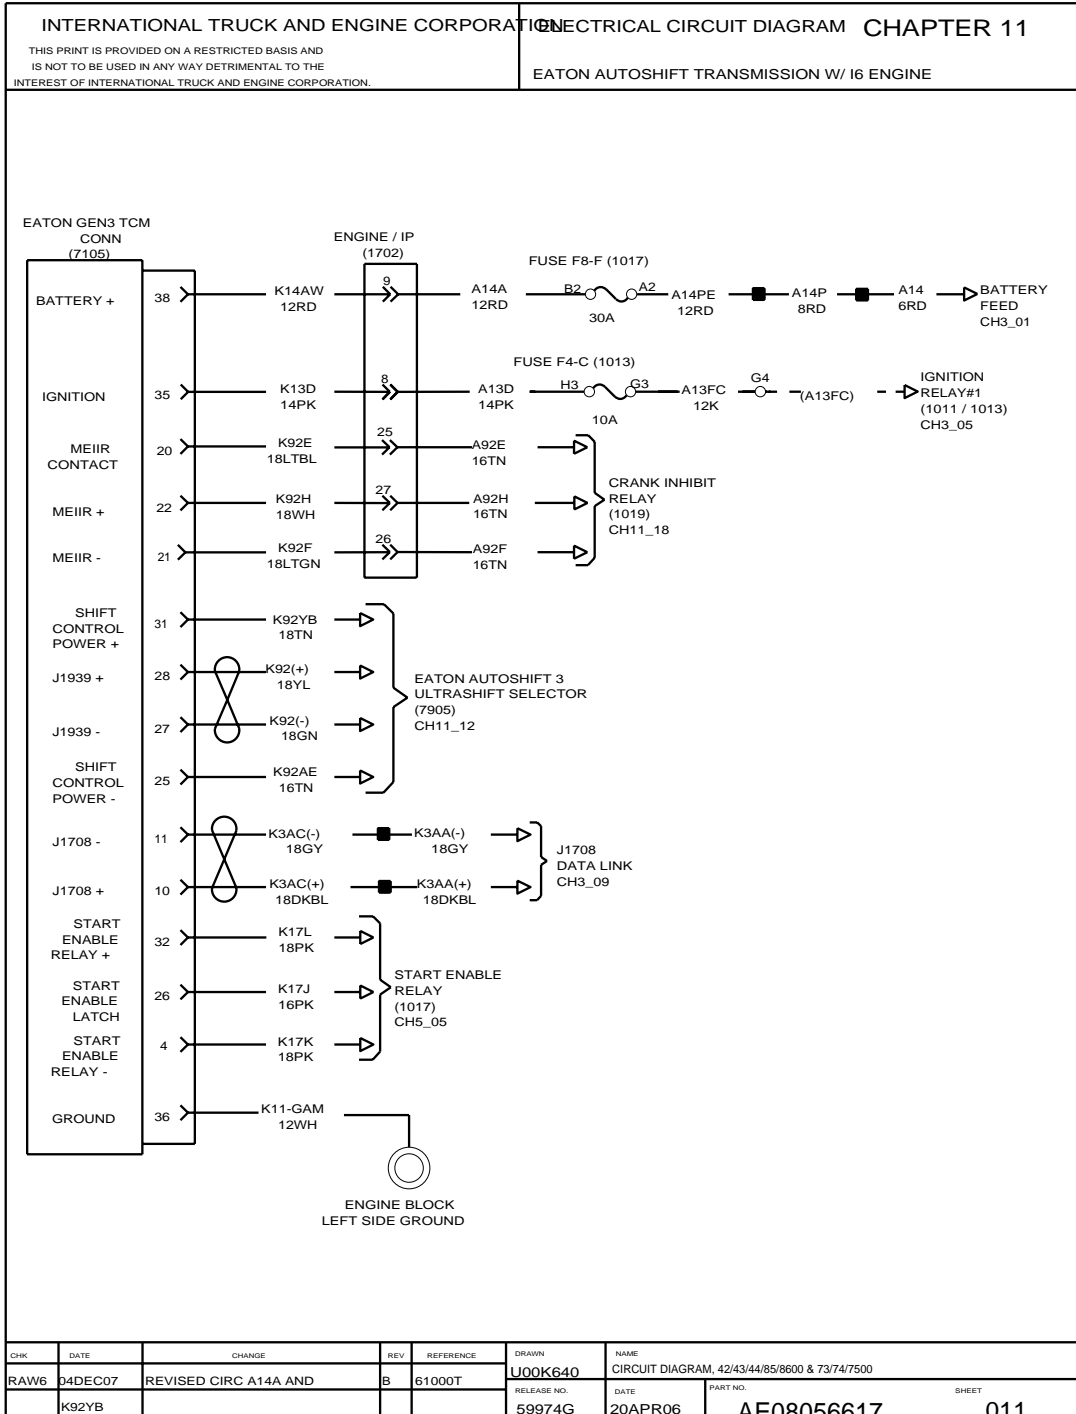 INTERNATIONAL TRUCK AND ENGINE CORPORATION
THIS PRINT IS PROVIDED ON A RESTRICTED BASIS AND
IS NOT TO BE USED IN ANY WAY DETRIMENTAL TO THE
INTEREST OF INTERNATIONAL TRUCK AND ENGINE CORPORATION.
ELECTRICAL CIRCUIT DIAGRAM CHAPTER 11
EATON AUTOSHIFT TRANSMISSION W/ I6 ENGINE
EATON GEN3 TCM
CONN
(7105)
ENGINE / IP
(1702)
FUSE F8-F (1017)
BATTERY +
38
K14AW
12RD
9
A14A
12RD
B2
A2
30A
A14PE
12RD
A14P
8RD
A14
6RD
BATTERY
FEED
CH3_01
FUSE F4-C (1013)
IGNITION
35
K13D
14PK
8
A13D
14PK
H3
G3
10A
A13FC
12K
G4
(A13FC)
IGNITION
RELAY#1
(1011 / 1013)
CH3_05
MEIIR
CONTACT
20
K92E
18LTBL
25
A92E
16TN
MEIIR +
22
K92H
18WH
27
A92H
16TN
MEIIR -
21
K92F
18LTGN
26
A92F
16TN
CRANK INHIBIT
RELAY
(1019)
CH11_18
SHIFT
CONTROL
POWER +
31
K92YB
18TN
J1939 +
28
K92(+)
18YL
J1939 -
27
K92(-)
18GN
SHIFT
CONTROL
POWER -
25
K92AE
16TN
EATON AUTOSHIFT 3
ULTRASHIFT SELECTOR
(7905)
CH11_12
J1708 -
11
K3AC(-)
18GY
K3AA(-)
18GY
J1708 +
10
K3AC(+)
18DKBL
K3AA(+)
18DKBL
J1708
DATA LINK
CH3_09
START
ENABLE
RELAY +
32
K17L
18PK
START
ENABLE
LATCH
26
K17J
16PK
START
ENABLE
RELAY -
4
K17K
18PK
START ENABLE
RELAY
(1017)
CH5_05
GROUND
36
K11-GAM
12WH
ENGINE BLOCK
LEFT SIDE GROUND
CHK DATE CHANGE REV REFERENCE
RAW6 04DEC07 REVISED CIRC A14A AND B 61000T
K92YB
DRAWN
U00K640
NAME
CIRCUIT DIAGRAM, 42/43/44/85/8600 & 73/74/7500
RELEASE NO.
59974G
DATE
20APR06
PART NO.
AE08056617
SHEET
011